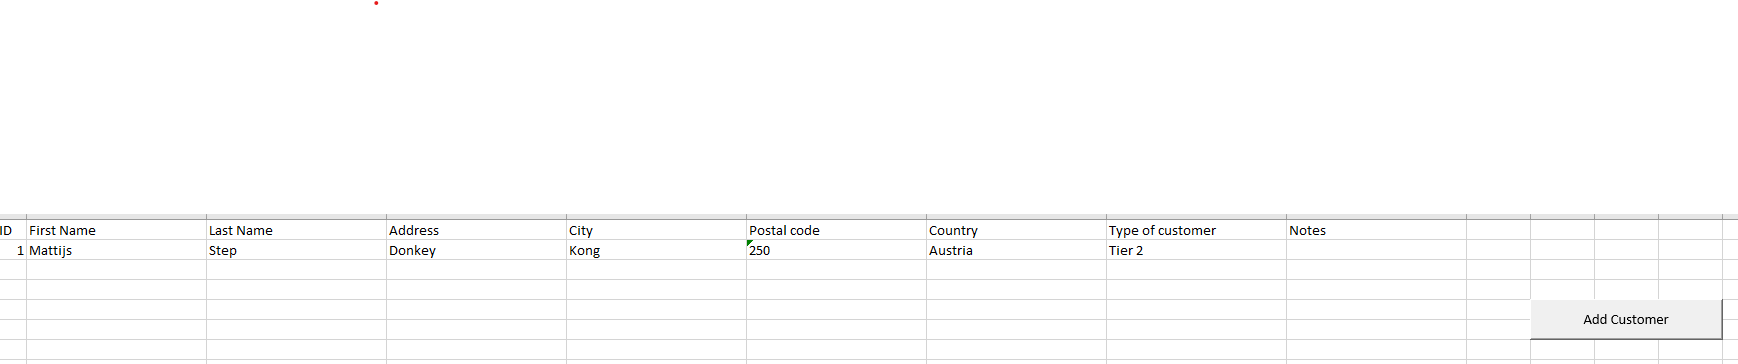 ID First Name Last Name Address City Postal code Country Type of customer Notes
1 Mattijs Step Donkey Kong 250 Austria Tier 2
Add Customer